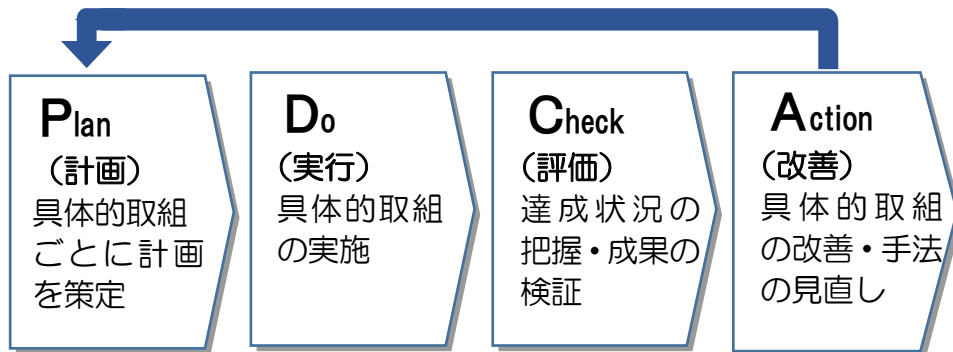 Plan
（計画）
具体的取組
ごとに計画
を策定
Do
（実行）
具体的取組
の実施
Check
（評価）
達成状況の
把握・成果の
検証
Action
（改善）
具体的取組
の改善・手法
の見直し